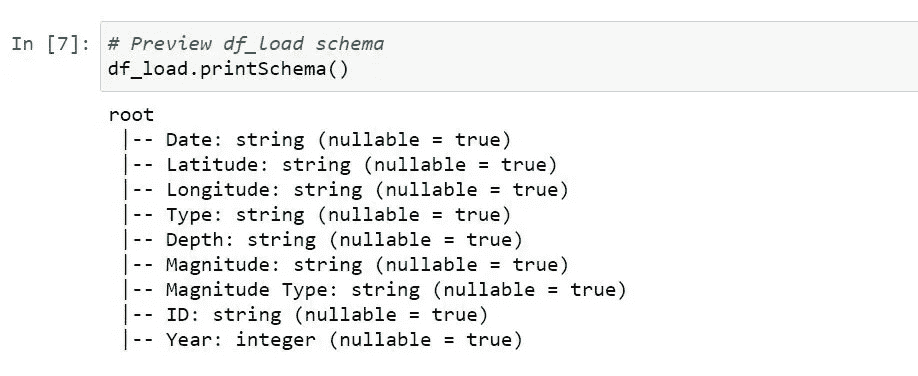 In [7]: # Preview df_load schema
df_load.printSchema()
root
|-- Date: string (nullable = true)
|-- Latitude: string (nullable = true)
|-- Longitude: string (nullable = true)
|-- Type: string (nullable = true)
|-- Depth: string (nullable = true)
|-- Magnitude: string (nullable = true)
|-- Magnitude Type: string (nullable = true)
|-- ID: string (nullable = true)
|-- Year: integer (nullable = true)